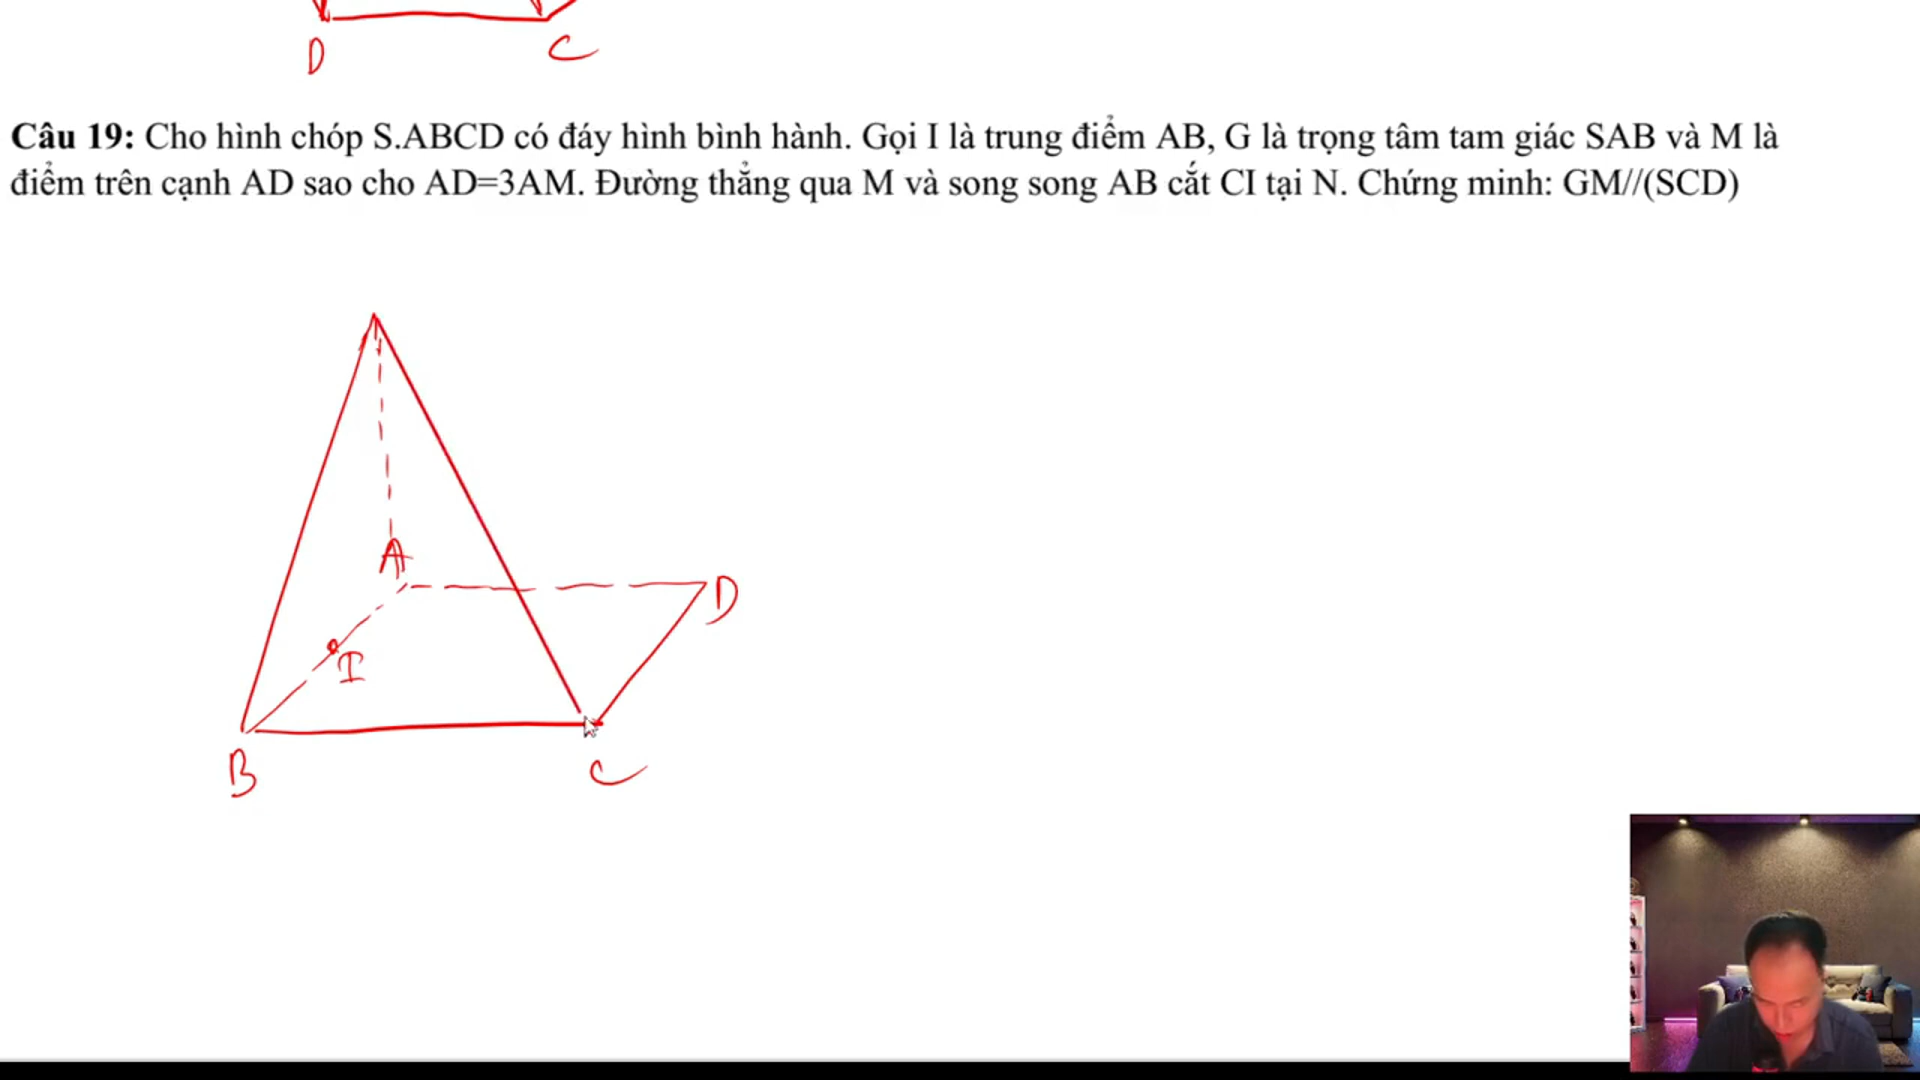 D C
Câu 19: Cho hình chóp S.ABCD có đáy hình bình hành. Gọi I là trung điểm AB, G là trọng tâm tam giác SAB và M là
điểm trên cạnh AD sao cho AD=3AM. Đường thẳng qua M và song song AB cắt CI tại N. Chứng minh: GM//(SCD)
A
D
I
B C